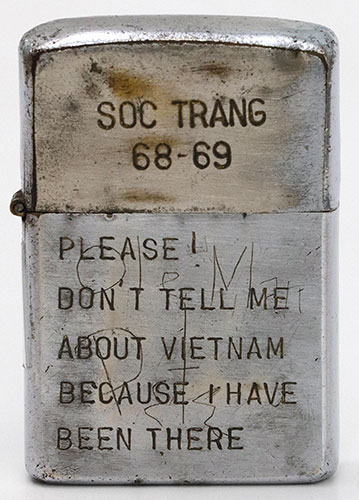 SOC TRANG
68-69
PLEASE!
DON'T TELL ME
ABOUT VIETNAM
BECAUSE I HAVE
BEEN THERE